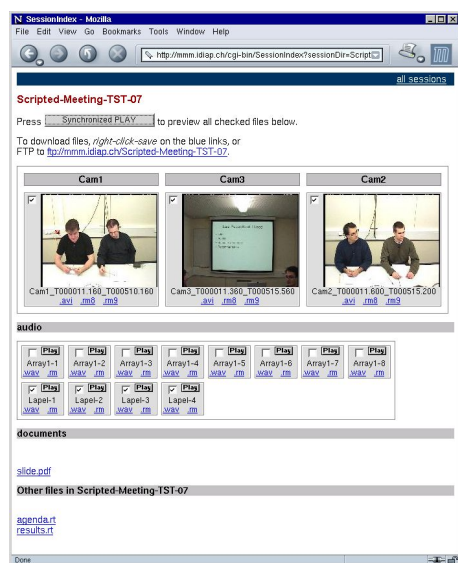 SessionIndex - Mozilla
File Edit View Go Bookmarks Tools Window Help
http://mmm.idiap.ch/cgi-bin/SessionIndex?sessionDir=Script
all sessions
Scripted-Meeting-TST-07
Press Synchronized PLAY to preview all checked files below.
To download files, right-click-save on the blue links, or
FTP to ftp://mmm.idiap.ch/Scripted-Meeting-TST-07.
Cam1 Cam3 Cam2
Cam1_T000011.160_T000510.160 Cam3_T000011.360_T000515.560 Cam2_T000011.600_T000515.200
.avi .rm8 .rm9 .avi .rm8 .rm9 .avi .rm8 .rm9
audio
Play Play Play Play Play Play Play Play
Array1-1 Array1-2 Array1-3 Array1-4 Array1-5 Array1-6 Array1-7 Array1-8
.wav .rm .wav .rm .wav .rm .wav .rm .wav .rm .wav .rm .wav .rm .wav .rm
Play Play Play Play
Lapel-1 Lapel-2 Lapel-3 Lapel-4
.wav .rm .wav .rm .wav .rm .wav .rm
documents
slide.pdf
Other files in Scripted-Meeting-TST-07
agenda.rt
results.rt
Done